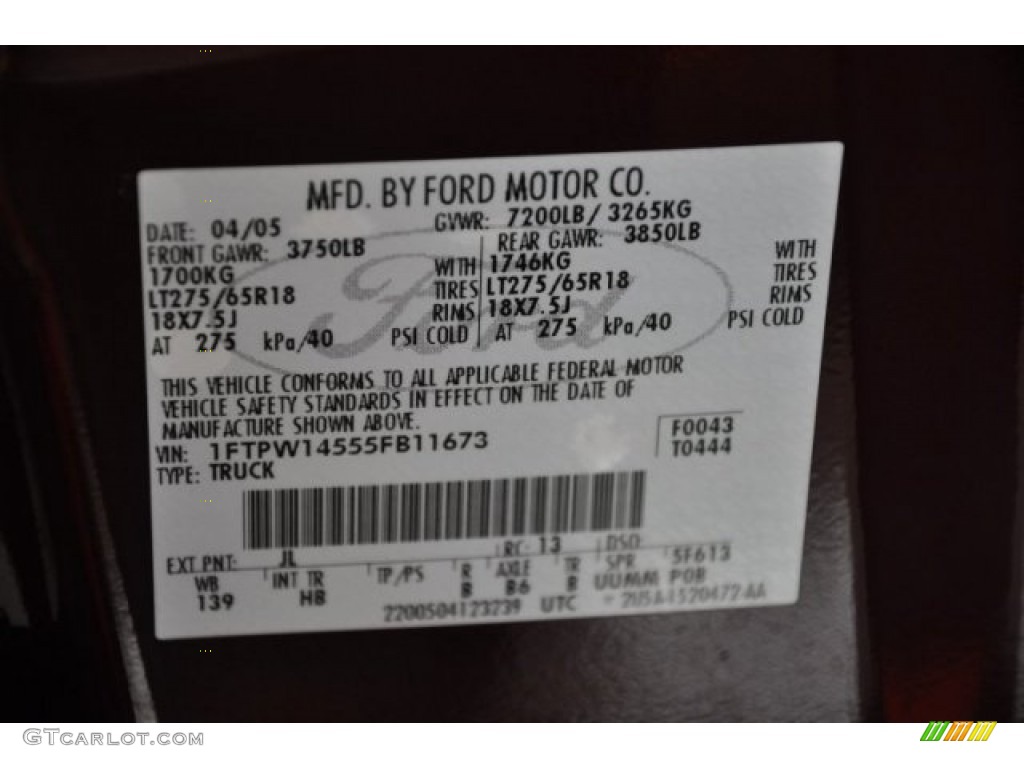 MFD. BY FORD MOTOR CO.
DATE: 04/05 GVWR: 7200LB/ 3265KG
FRONT GAWR: 3750LB REAR GAWR: 3850LB
1700KG WITH 1746KG WITH
LT275/65R18 TIRES LT275/65R18 TIRES
18X7.5J RIMS 18X7.5J RIMS
AT 275 kPa/40 PSI COLD AT 275 kPa/40 PSI COLD
Ford
THIS VEHICLE CONFORMS TO ALL APPLICABLE FEDERAL MOTOR
VEHICLE SAFETY STANDARDS IN EFFECT ON THE DATE OF
MANUFACTURE SHOWN ABOVE.
VIN: 1FTPW14555FB11673 F0043
TYPE: TRUCK T0444
EXT PNT: JL RC: 13 DSO: 
WB INT TR TP/PS R AXLE TR SPR 5F613
139 HB B B6 B UUMM POB
2200504123239 UTC
GTCarLot.com